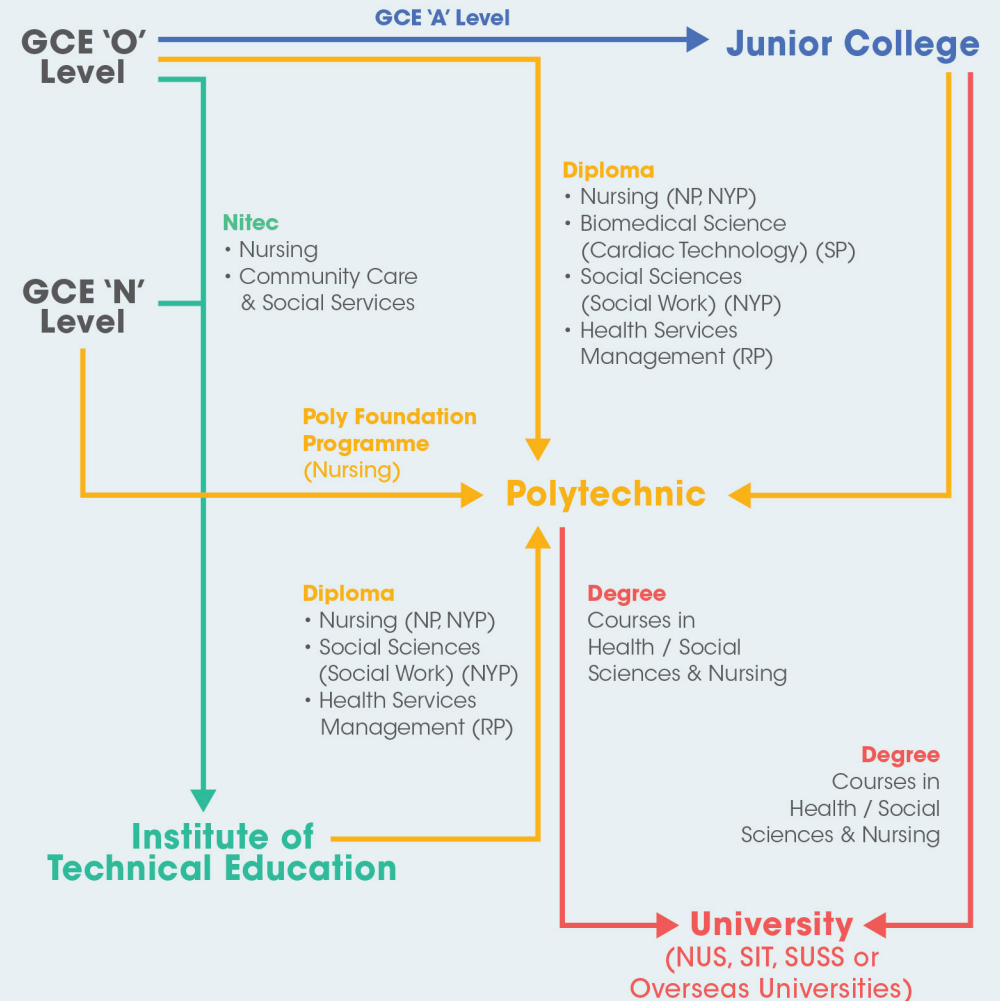 GCE ‘A’ Level
GCE ‘O’
Level
Junior College
Diploma
• Nursing (NP, NYP)
• Biomedical Science
(Cardiac Technology) (SP)
• Social Sciences
(Social Work) (NYP)
• Health Services
Management (RP)
Nitec
• Nursing
• Community Care
& Social Services
GCE ‘N’
Level
Poly Foundation
Programme
(Nursing)
Polytechnic
Diploma
• Nursing (NP, NYP)
• Social Sciences
(Social Work) (NYP)
• Health Services
Management (RP)
Degree
Courses in
Health / Social
Sciences & Nursing
Degree
Courses in
Health / Social
Sciences & Nursing
Institute of
Technical Education
University
(NUS, SIT, SUSS or
Overseas Universities)